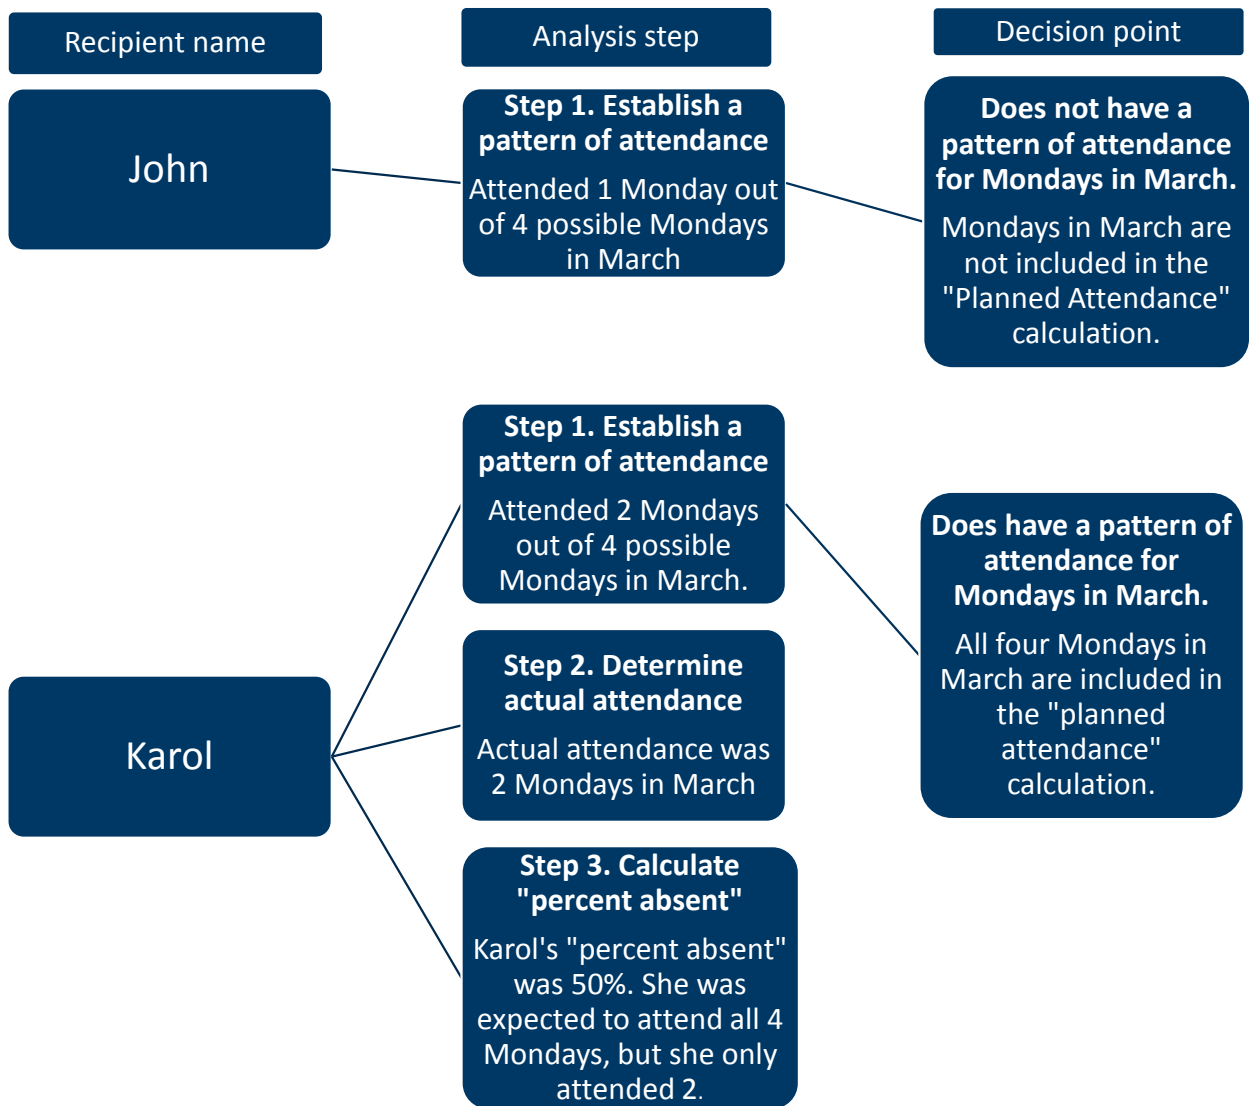 Recipient name
Analysis step
Decision point
John
Step 1. Establish a
pattern of attendance
Attended 1 Monday out
of 4 possible Mondays
in March
Does not have a
pattern of attendance
for Mondays in March.
Mondays in March are
not included in the
"Planned Attendance"
calculation.
Karol
Step 1. Establish a
pattern of attendance
Attended 2 Mondays
out of 4 possible
Mondays in March.
Does have a pattern of
attendance for
Mondays in March.
All four Mondays in
March are included in
the "planned
attendance"
calculation.
Step 2. Determine
actual attendance
Actual attendance was
2 Mondays in March
Step 3. Calculate
"percent absent"
Karol's "percent absent"
was 50%. She was
expected to attend all 4
Mondays, but she only
attended 2.